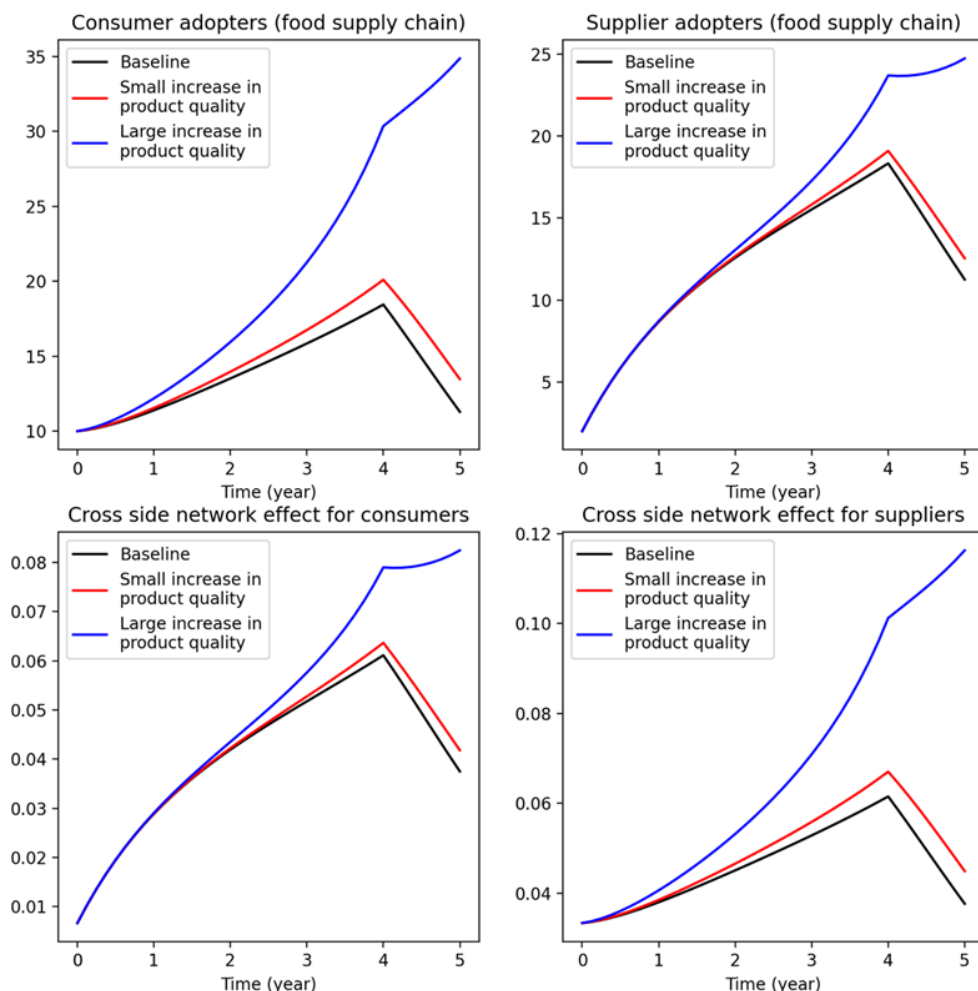 Consumer adopters (food supply chain)
35
30
25
20
15
10
Baseline
Small increase in
product quality
Large increase in
product quality
0 1 2 3 4 5
Time (year)
Supplier adopters (food supply chain)
25
20
15
10
5
Baseline
Small increase in
product quality
Large increase in
product quality
0 1 2 3 4 5
Time (year)
Cross side network effect for consumers
0.08
0.07
0.06
0.05
0.04
0.03
0.02
0.01
Baseline
Small increase in
product quality
Large increase in
product quality
0 1 2 3 4 5
Time (year)
Cross side network effect for suppliers
0.12
0.10
0.08
0.06
0.04
Baseline
Small increase in
product quality
Large increase in
product quality
0 1 2 3 4 5
Time (year)